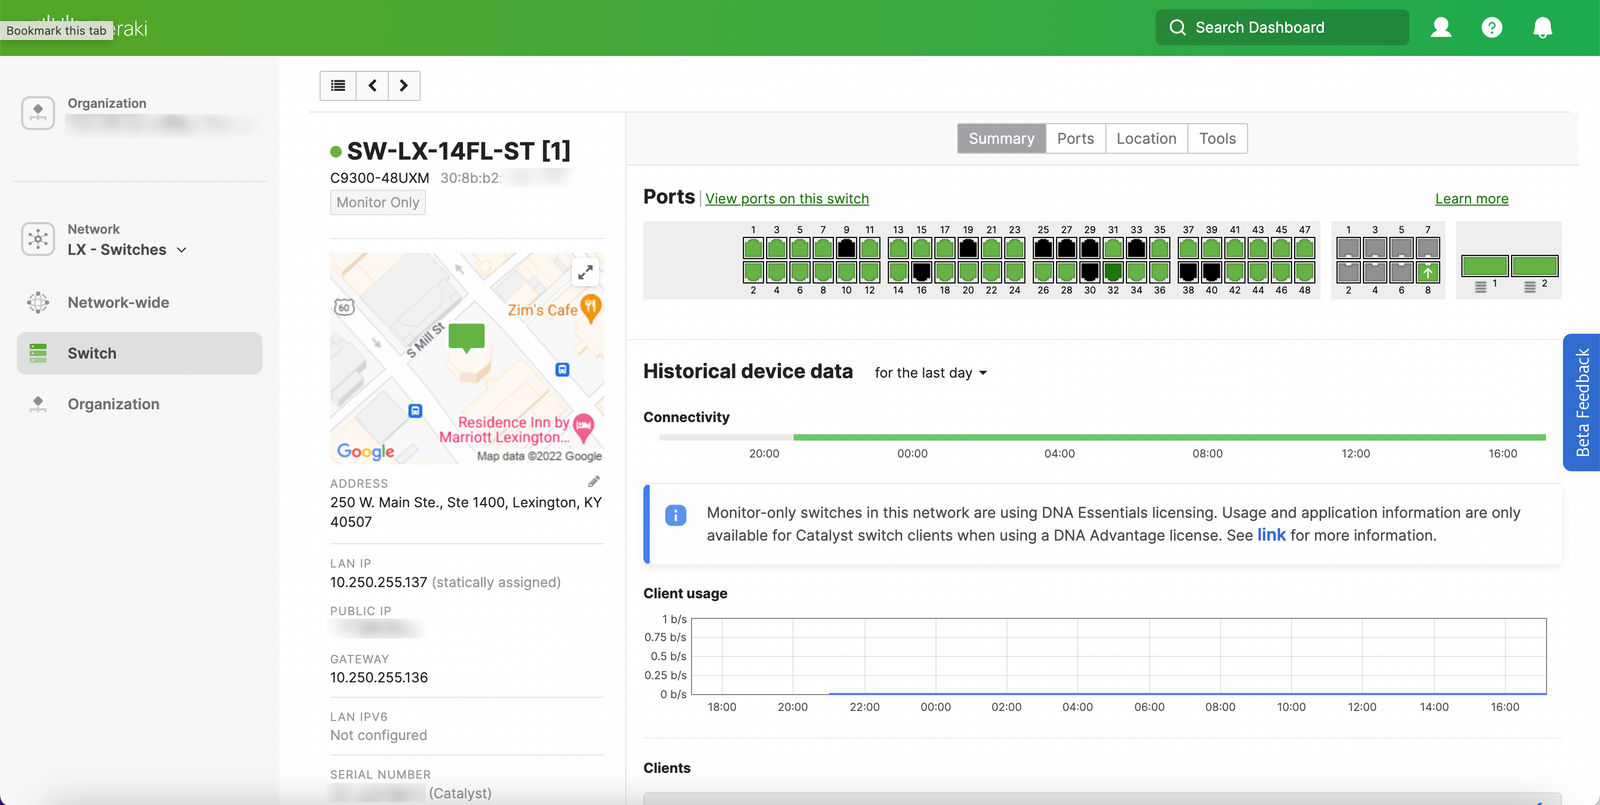 Bookmark this tab
eraki
Search Dashboard
Organization
Network
LX - Switches
Network-wide
Switch
Organization
SW-LX-14FL-ST [1]
C9300-48UXM 30:8b:b2:
Monitor Only
60
Zim's Cafe
S Mill St
Residence Inn by
Marriott Lexington...
Google
Map data ©2022 Google
ADDRESS
250 W. Main Ste., Ste 1400, Lexington, KY
40507
LAN IP
10.250.255.137 (statically assigned)
PUBLIC IP
GATEWAY
10.250.255.136
LAN IPV6
Not configured
SERIAL NUMBER
(Catalyst)
Summary Ports Location Tools
Ports View ports on this switch Learn more
1 3 5 7 9 11 13 15 17 19 21 23 25 27 29 31 33 35 37 39 41 43 45 47 1 3 5 7
2 4 6 8 10 12 14 16 18 20 22 24 26 28 30 32 34 36 38 40 42 44 46 48 2 4 6 8 1 2
Historical device data for the last day
Connectivity
20:00 00:00 04:00 08:00 12:00 16:00
Monitor-only switches in this network are using DNA Essentials licensing. Usage and application information are only
available for Catalyst switch clients when using a DNA Advantage license. See link for more information.
Client usage
1 b/s
0.75 b/s
0.5 b/s
0.25 b/s
0 b/s
18:00 20:00 22:00 00:00 02:00 04:00 06:00 08:00 10:00 12:00 14:00 16:00
Clients
Beta Feedback